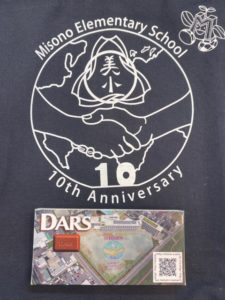 Misono Elementary School
美
小
10
10th Anniversary
DARS